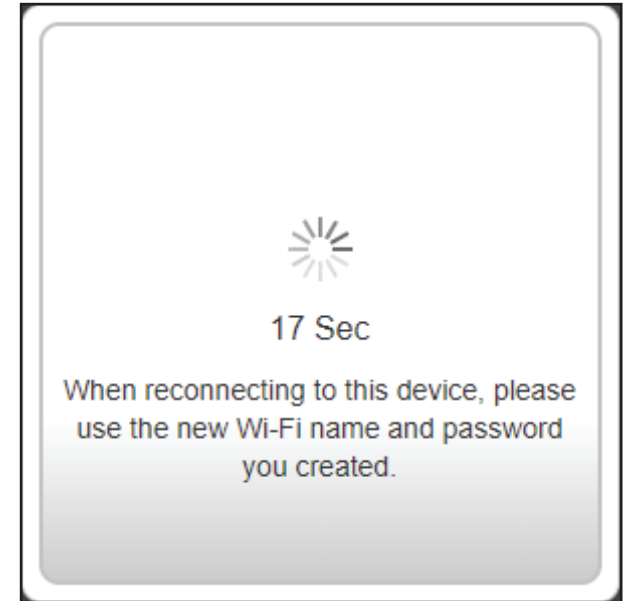 17 Sec
When reconnecting to this device, please
use the new Wi-Fi name and password
you created.